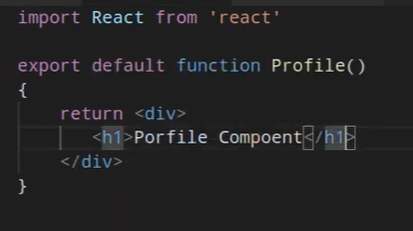 import React from 'react'
export default function Profile()
{
return <div>
<h1>Porfile Compoent</h1>
</div>
}